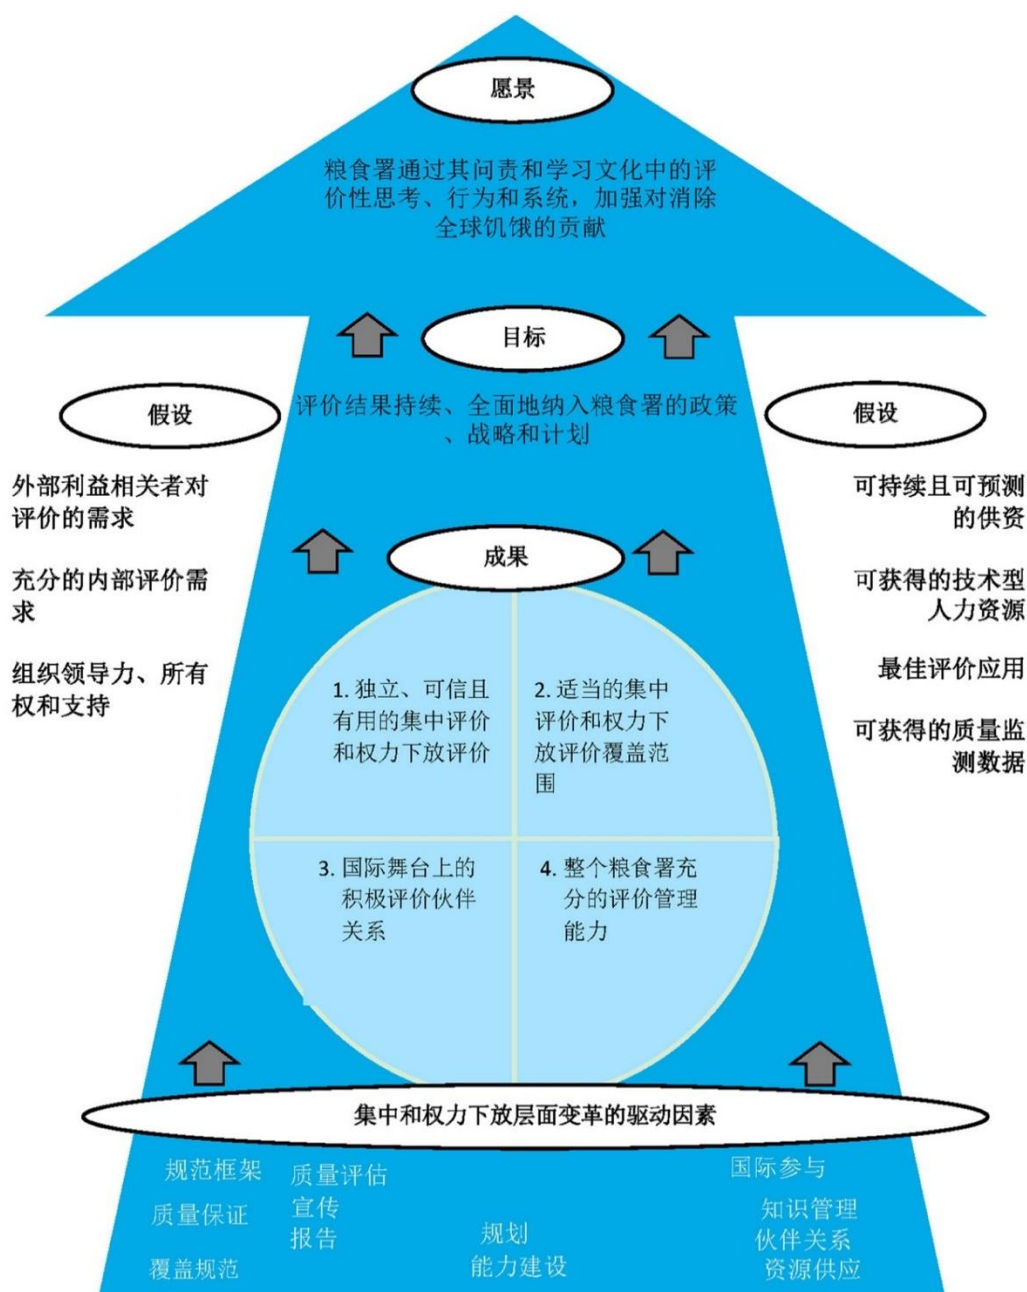 愿景
粮食署通过其问责和学习文化中的评
价性思考、行为和系统，加强对消除
全球饥饿的贡献
目标
评价结果持续、全面地纳入粮食署的政策
、战略和计划
假设
外部利益相关者对
评价的需求
充分的内部评价需
求
组织领导力、所有
权和支持
假设
可持续且可预测
的供资
可获得的技术型
人力资源
最佳评价应用
可获得的质量监
测数据
成果
1. 独立、可信且
有用的集中评价
和权力下放评价
2. 适当的集中
评价和权力下
放评价覆盖范
围
3. 国际舞台上的
积极评价伙伴
关系
4. 整个粮食署充
分的评价管理
能力
集中和权力下放层面变革的驱动因素
规范框架
质量保证
覆盖规范
质量评估
宣传
报告
规划
能力建设
国际参与
知识管理
伙伴关系
资源供应